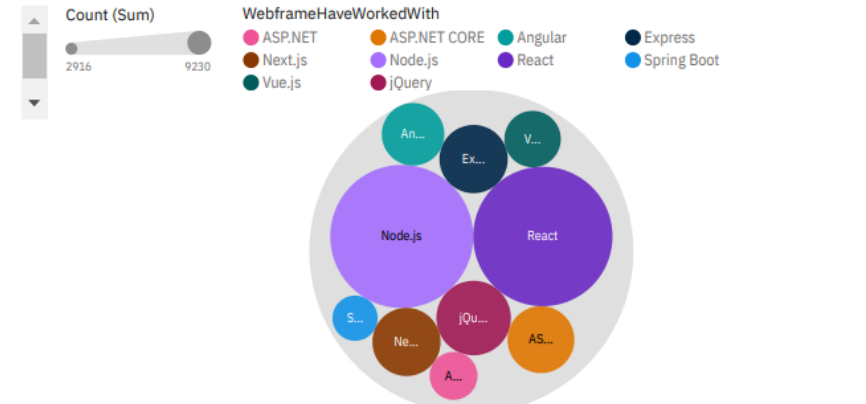 Count (Sum)
2916 9230
WebframeHaveWorkedWith
ASP.NET ASP.NET CORE Angular Express
Next.js Node.js React Spring Boot
Vue.js jQuery
An...
Ex...
V...
Node.js
React
S...
Ne...
jQu...
AS...
A...